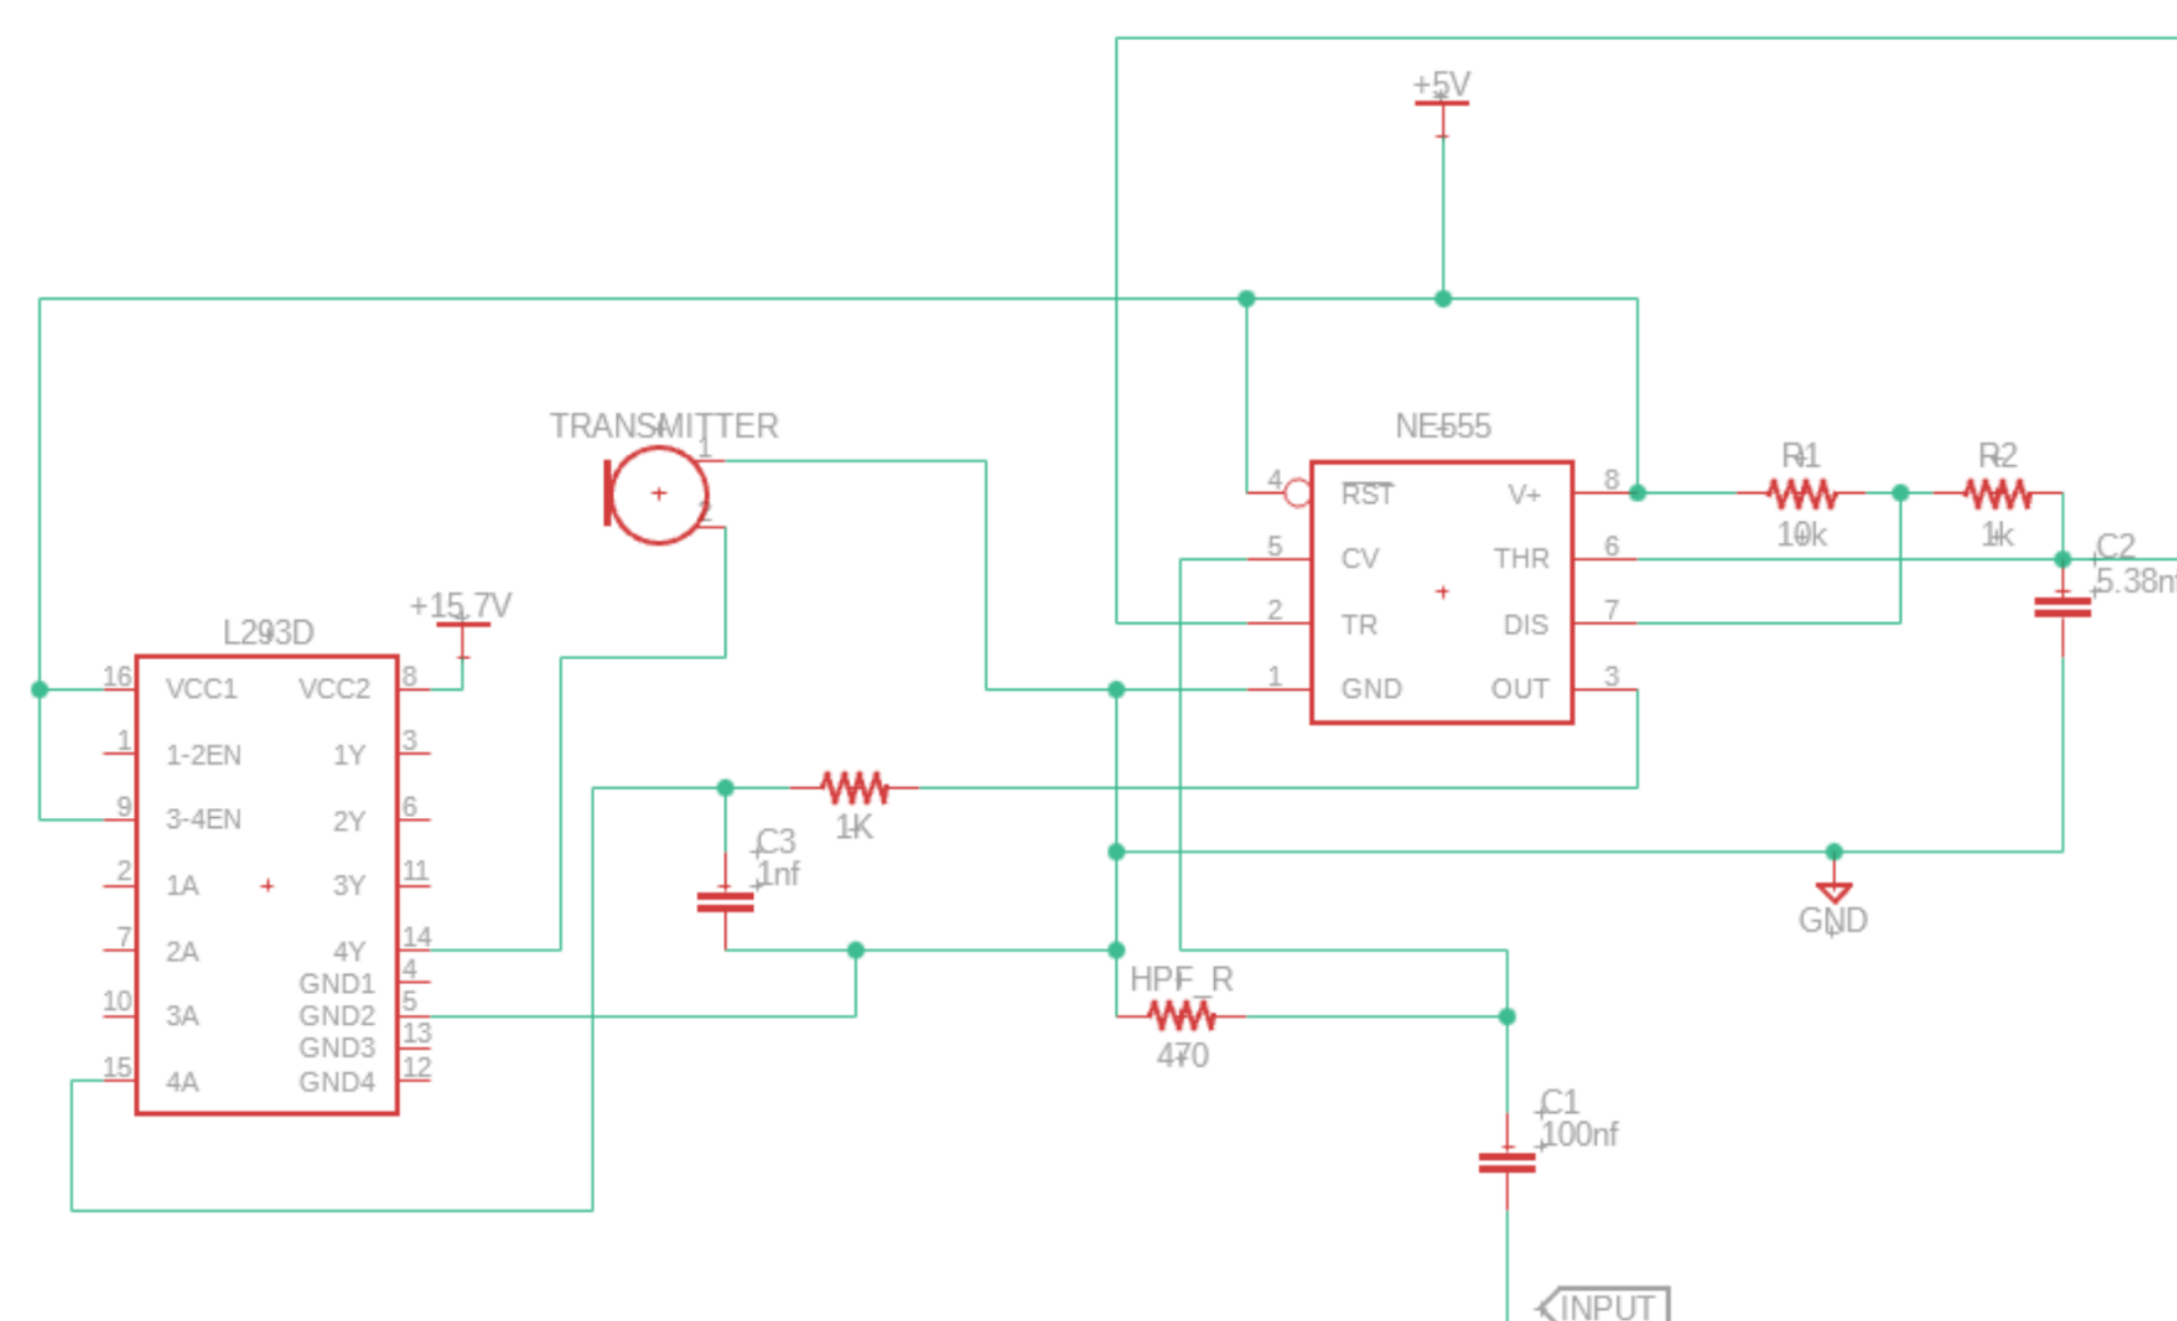 +5V
TRANSMITTER
1
2
NE555
4
RST
V+
8
5
CV
THR
6
2
TR
DIS
7
1
GND
OUT
3
R1
10k
R2
1k
C2
GND
+15.7V
L293D
16
VCC1
VCC2
8
1
1-2EN
1Y
3
9
3-4EN
2Y
6
2
1A
3Y
11
7
2A
4Y
14
GND1
4
10
3A
GND2
5
GND3
13
15
4A
GND4
12
1K
C3
1nf
HPF_R
470
C1
100nf
INPUT